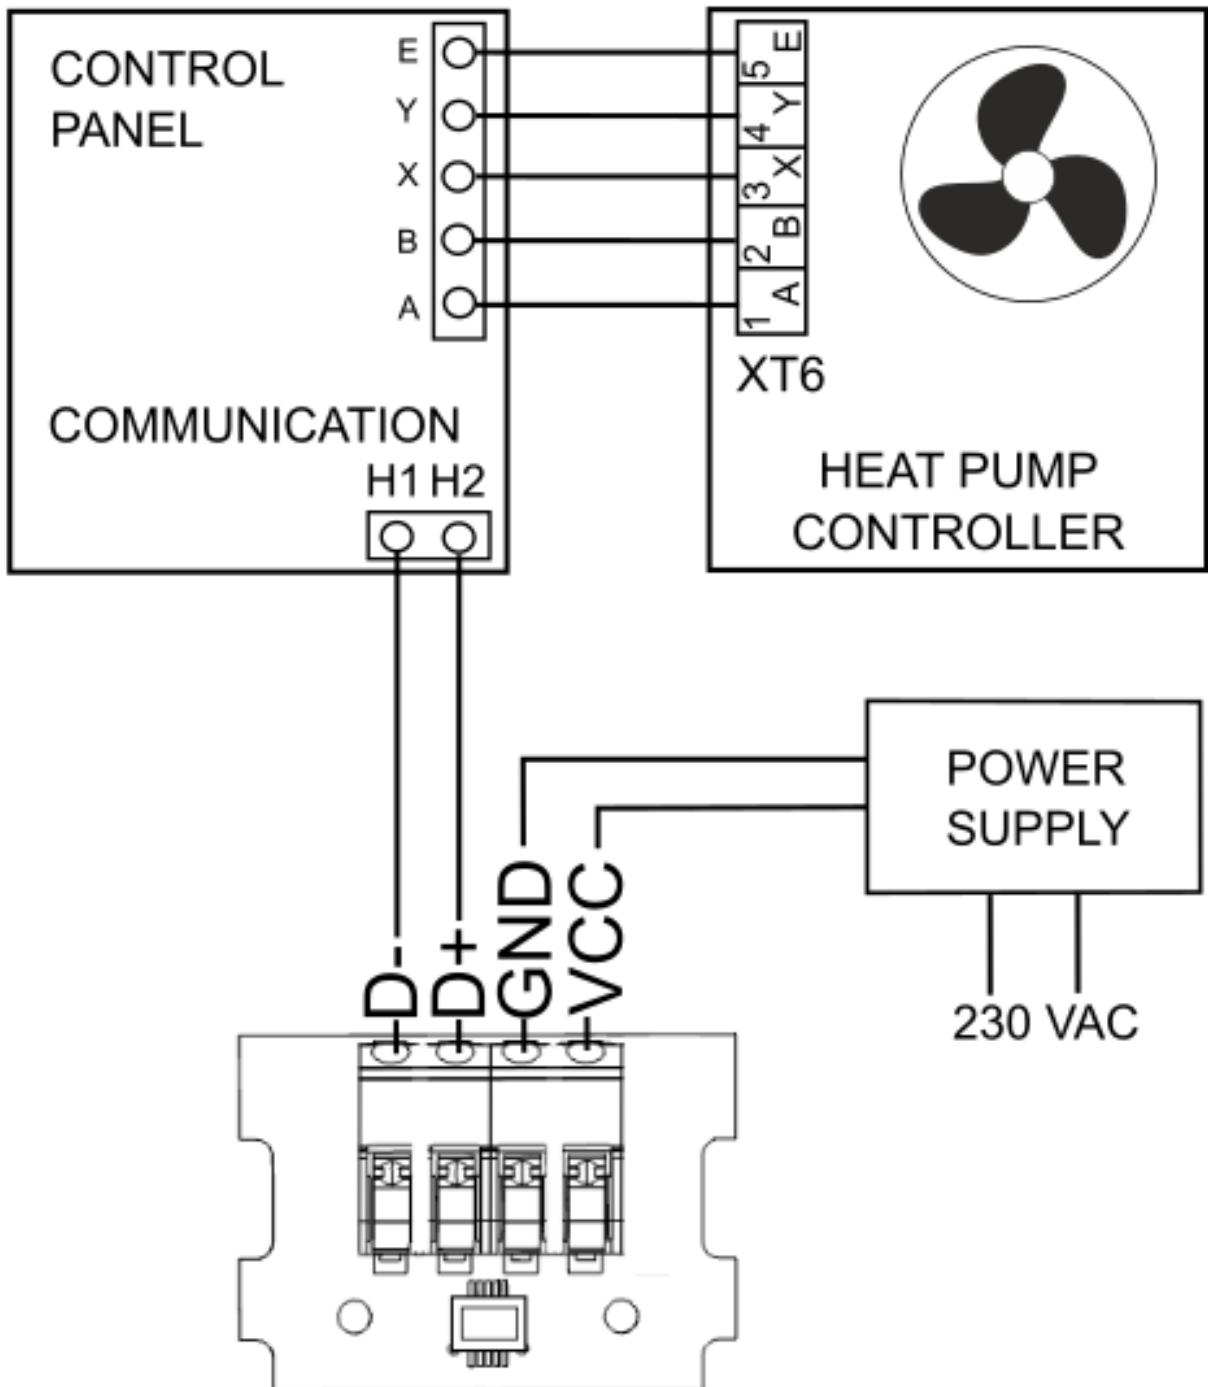 CONTROL
PANEL
E
Y
X
B
A
COMMUNICATION
H1 H2
5 E
4 Y
3 X
2 B
1 A
XT6
HEAT PUMP
CONTROLLER
POWER
SUPPLY
230 VAC
D- D+ GND VCC